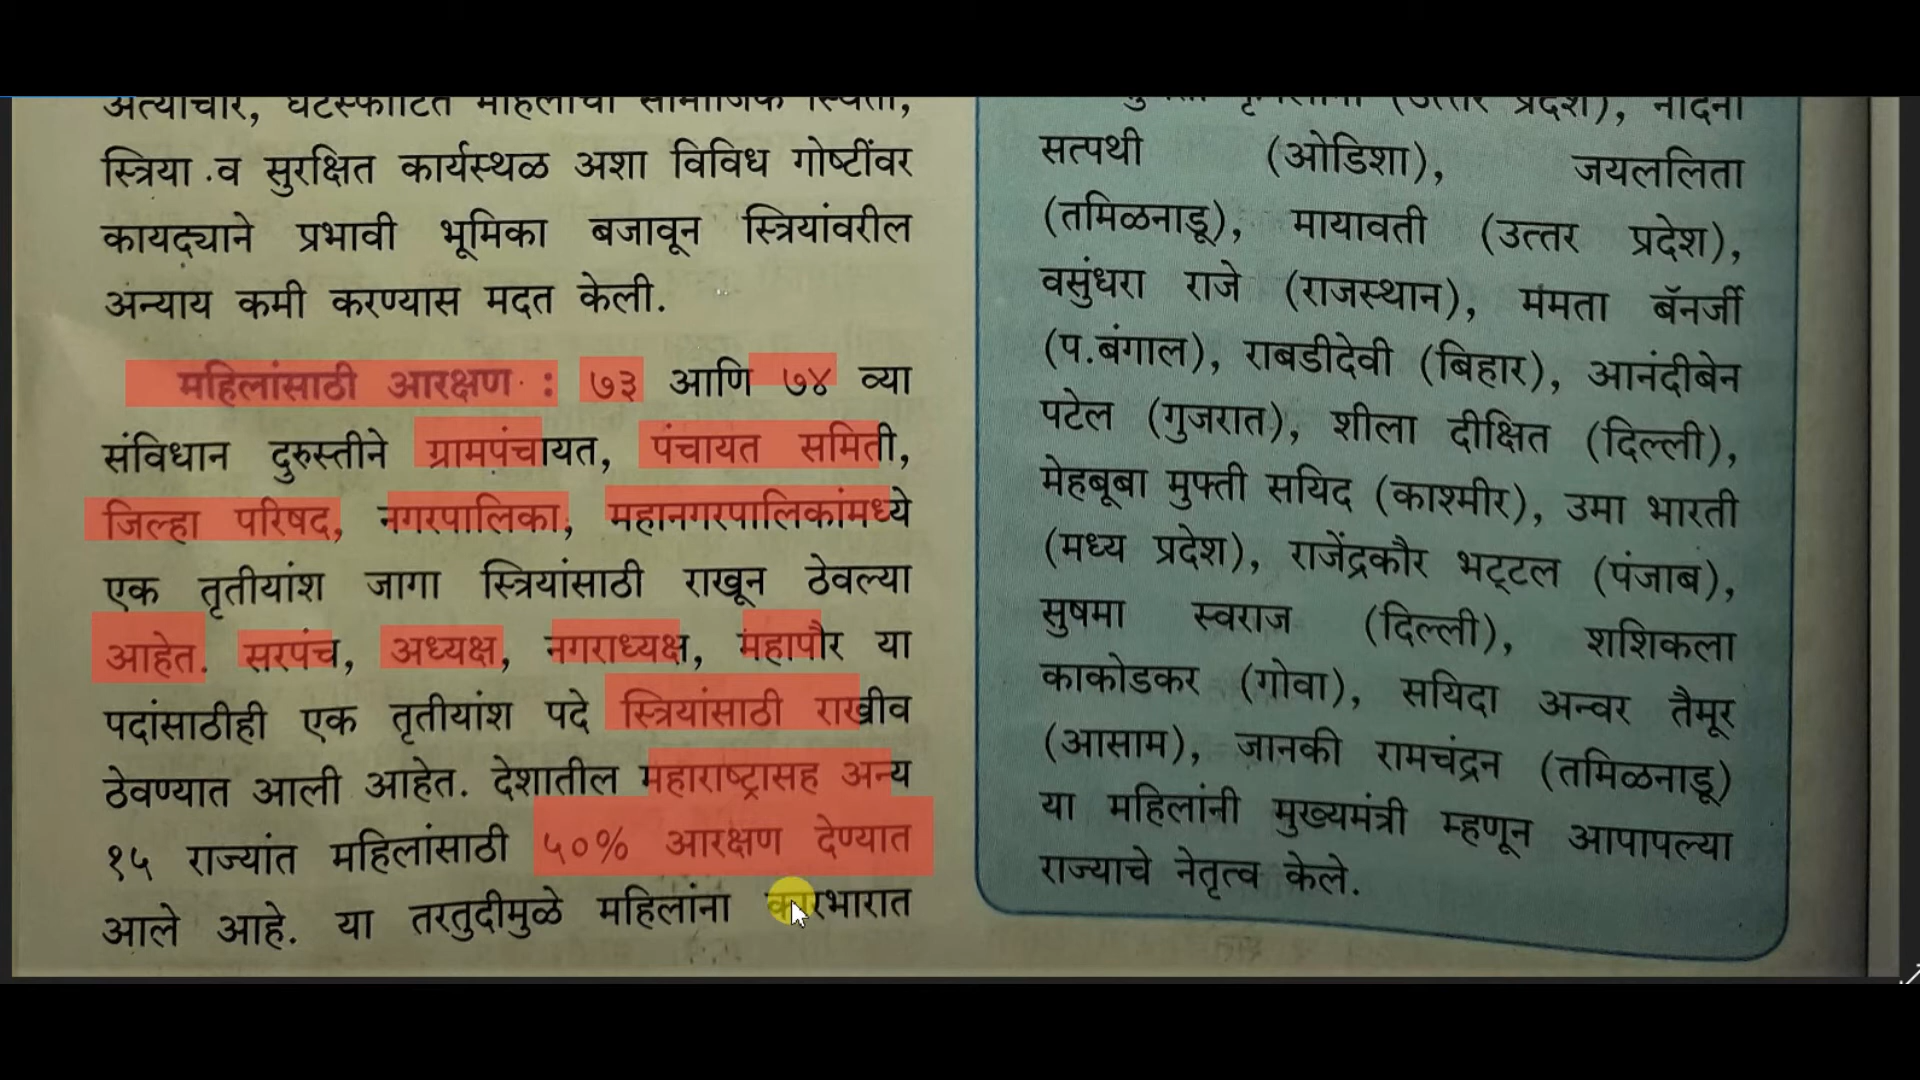 स्त्रिया व सुरक्षित कार्यस्थळ अशा विविध गोष्टींवर
कायद्याने प्रभावी भूमिका बजावून स्त्रियांवरील
अन्याय कमी करण्यास मदत केली.
महिलांसाठी आरक्षण : ७३ आणि ७४ व्या
संविधान दुरुस्तीने ग्रामपंचायत, पंचायत समिती,
जिल्हा परिषद, नगरपालिका, महानगरपालिकांमध्ये
एक तृतीयांश जागा स्त्रियांसाठी राखून ठेवल्या
आहेत. सरपंच, अध्यक्ष, नगराध्यक्ष, महापौर या
पदांसाठीही एक तृतीयांश पदे स्त्रियांसाठी राखीव
ठेवण्यात आली आहेत. देशातील महाराष्ट्रासह अन्य
१५ राज्यांत महिलांसाठी ५०% आरक्षण देण्यात
आले आहे. या तरतुदीमुळे महिलांना कारभारात
सत्पथी (ओडिशा), जयललिता
(तमिळनाडू), मायावती (उत्तर प्रदेश),
वसुंधरा राजे (राजस्थान), ममता बॅनर्जी
(प.बंगाल), राबडीदेवी (बिहार), आनंदीबेन
पटेल (गुजरात), शीला दीक्षित (दिल्ली),
मेहबूबा मुफ्ती सयिद (काश्मीर), उमा भारती
(मध्य प्रदेश), राजेंद्रकौर भट्टल (पंजाब),
सुषमा स्वराज (दिल्ली), शशिकला
काकोडकर (गोवा), सयिदा अन्वर तैमूर
(आसाम), जानकी रामचंद्रन (तमिळनाडू)
या महिलांनी मुख्यमंत्री म्हणून आपापल्या
राज्याचे नेतृत्व केले.